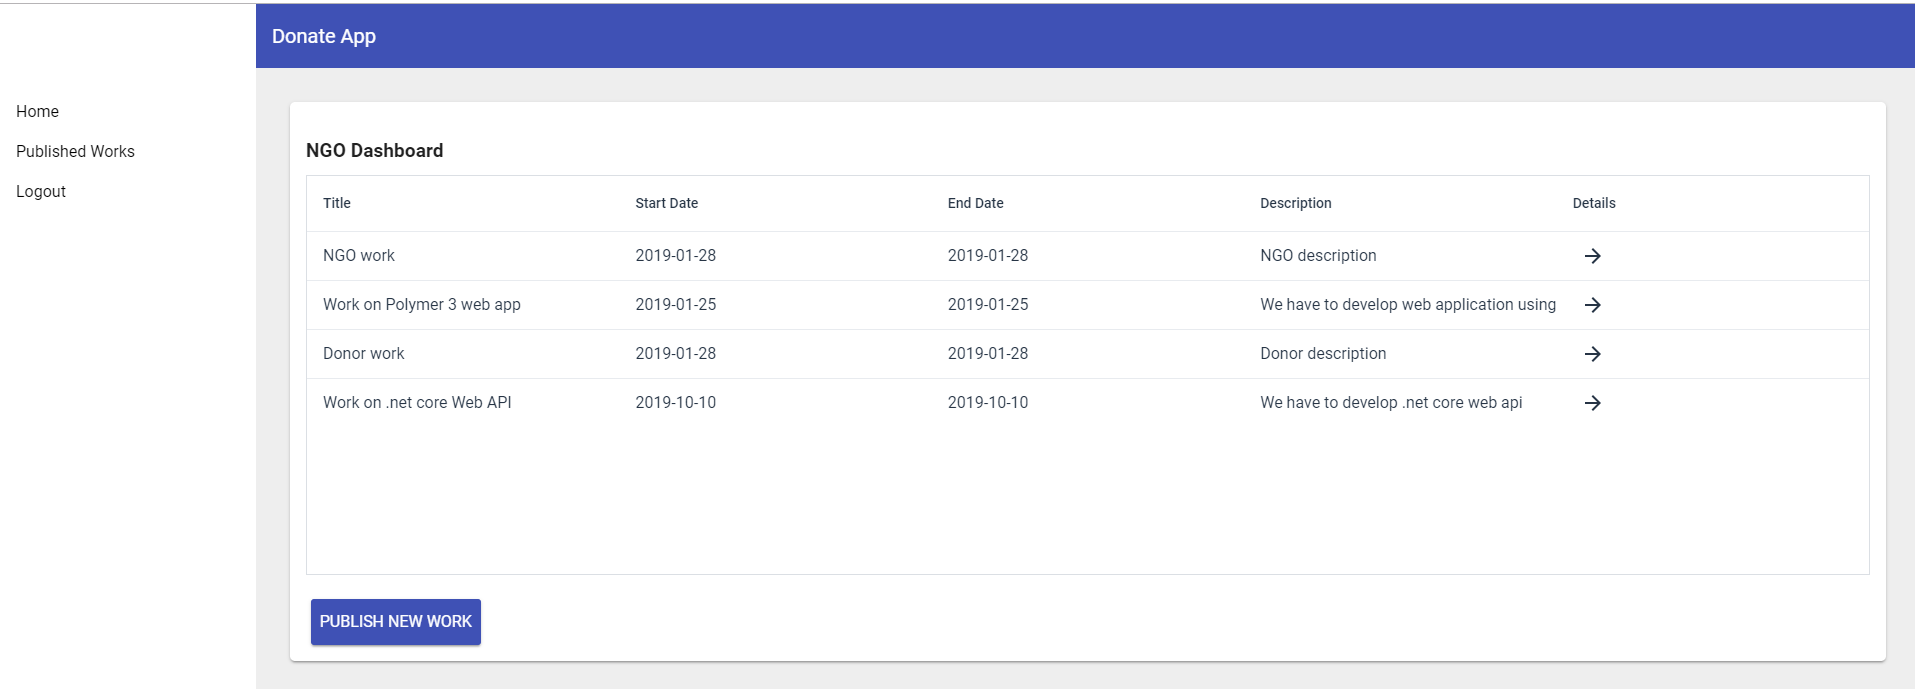 Donate App
Home
Published Works
Logout
NGO Dashboard
Title Start Date End Date Description Details
NGO work 2019-01-28 2019-01-28 NGO description
Work on Polymer 3 web app 2019-01-25 2019-01-25 We have to develop web application using
Donor work 2019-01-28 2019-01-28 Donor description
Work on .net core Web API 2019-10-10 2019-10-10 We have to develop .net core web api
PUBLISH NEW WORK